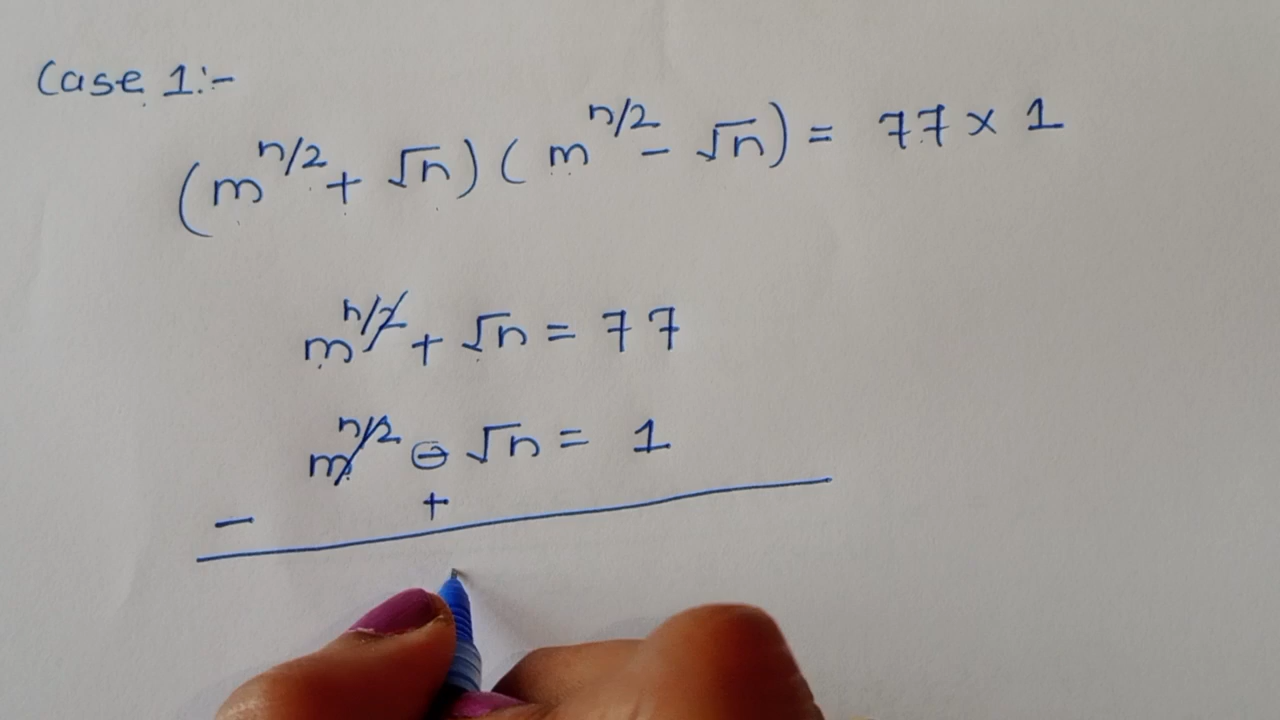 Case 1:-
(m^n/2 + √n) ( m^n/2 - √n) = 77 × 1
m^n/2 + √n = 77
m^n/2 ⊖ √n = 1
- +